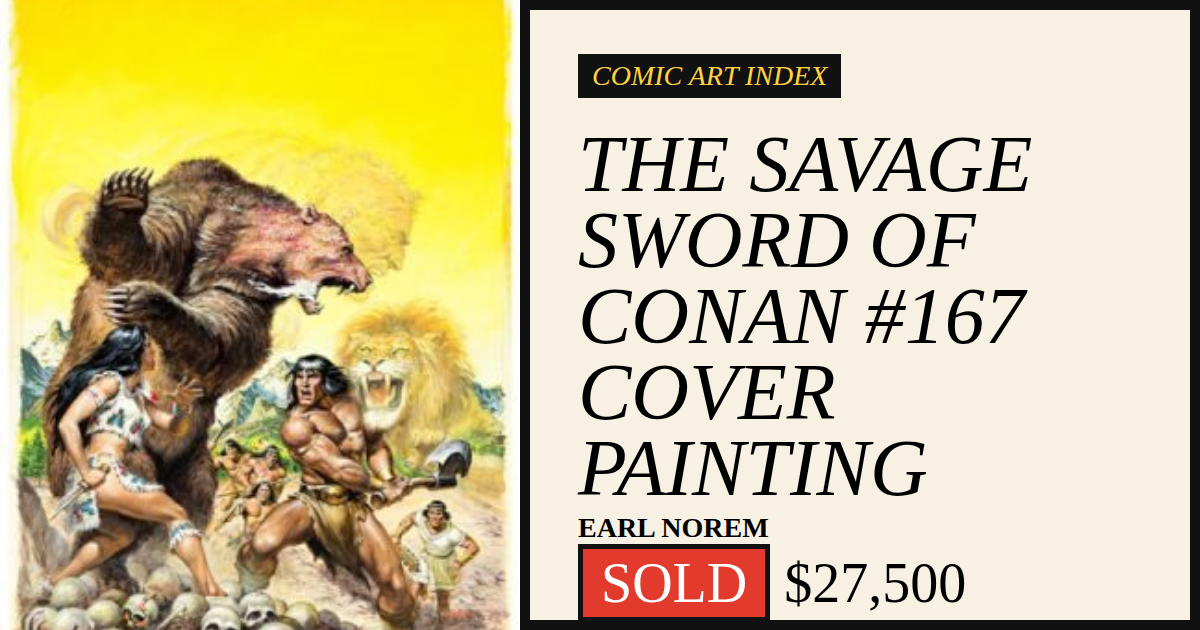 COMIC ART INDEX
THE SAVAGE
SWORD OF
CONAN #167
COVER
PAINTING
EARL NOREM
SOLD $27,500